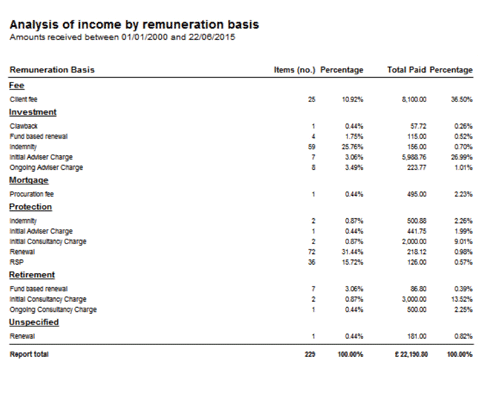 Analysis of income by remuneration basis
Amounts received between 01/01/2000 and 22/06/2015
Remuneration Basis Items (no.) Percentage Total Paid Percentage
Fee
Client fee 25 10.92% 8,100.00 36.50%
Investment
Clawback 1 0.44% 57.72 0.26%
Fund based renewal 4 1.75% 115.00 0.52%
Indemnity 59 25.76% 156.00 0.70%
Initial Adviser Charge 7 3.06% 5,988.76 26.99%
Ongoing Adviser Charge 8 3.49% 223.77 1.01%
Mortgage
Procuration fee 1 0.44% 495.00 2.23%
Protection
Indemnity 2 0.87% 500.88 2.26%
Initial Adviser Charge 1 0.44% 441.75 1.99%
Initial Consultancy Charge 2 0.87% 2,000.00 9.01%
Renewal 72 31.44% 218.12 0.98%
RSP 36 15.72% 126.00 0.57%
Retirement
Fund based renewal 7 3.06% 86.80 0.39%
Initial Consultancy Charge 2 0.87% 3,000.00 13.52%
Ongoing Consultancy Charge 1 0.44% 500.00 2.25%
Unspecified
Renewal 1 0.44% 181.00 0.82%
Report total 229 100.00% £ 22,190.80 100.00%